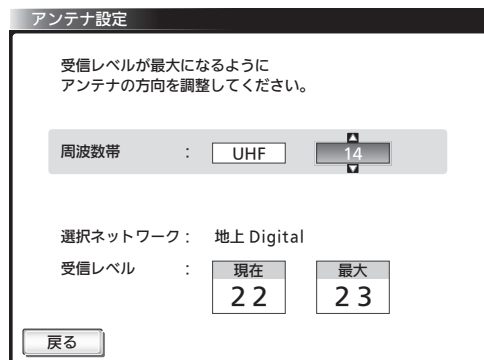 アンテナ設定
受信レベルが最大になるように
アンテナの方向を調整してください。
周波数帯 : UHF 14
選択ネットワーク : 地上 Digital
受信レベル : 現在 最大
22 23
戻る